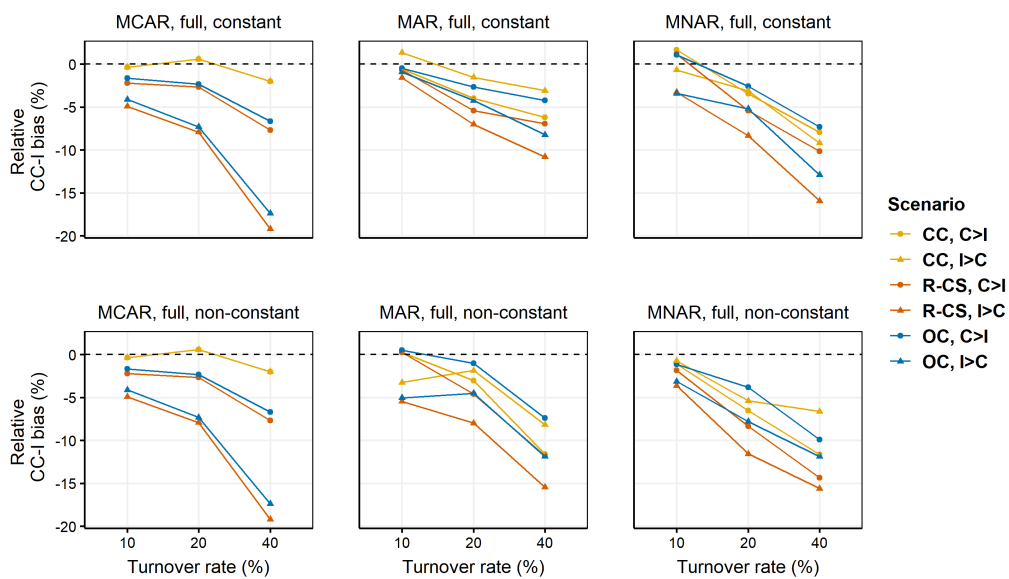 MCAR, full, constant
MAR, full, constant
MNAR, full, constant
Relative
CC-I bias (%)
0
-5
-10
-15
-20
Scenario
CC, C>I
CC, I>C
R-CS, C>I
R-CS, I>C
OC, C>I
OC, I>C
MCAR, full, non-constant
MAR, full, non-constant
MNAR, full, non-constant
Relative
CC-I bias (%)
0
-5
-10
-15
-20
10 20 40
10 20 40
10 20 40
Turnover rate (%)
Turnover rate (%)
Turnover rate (%)